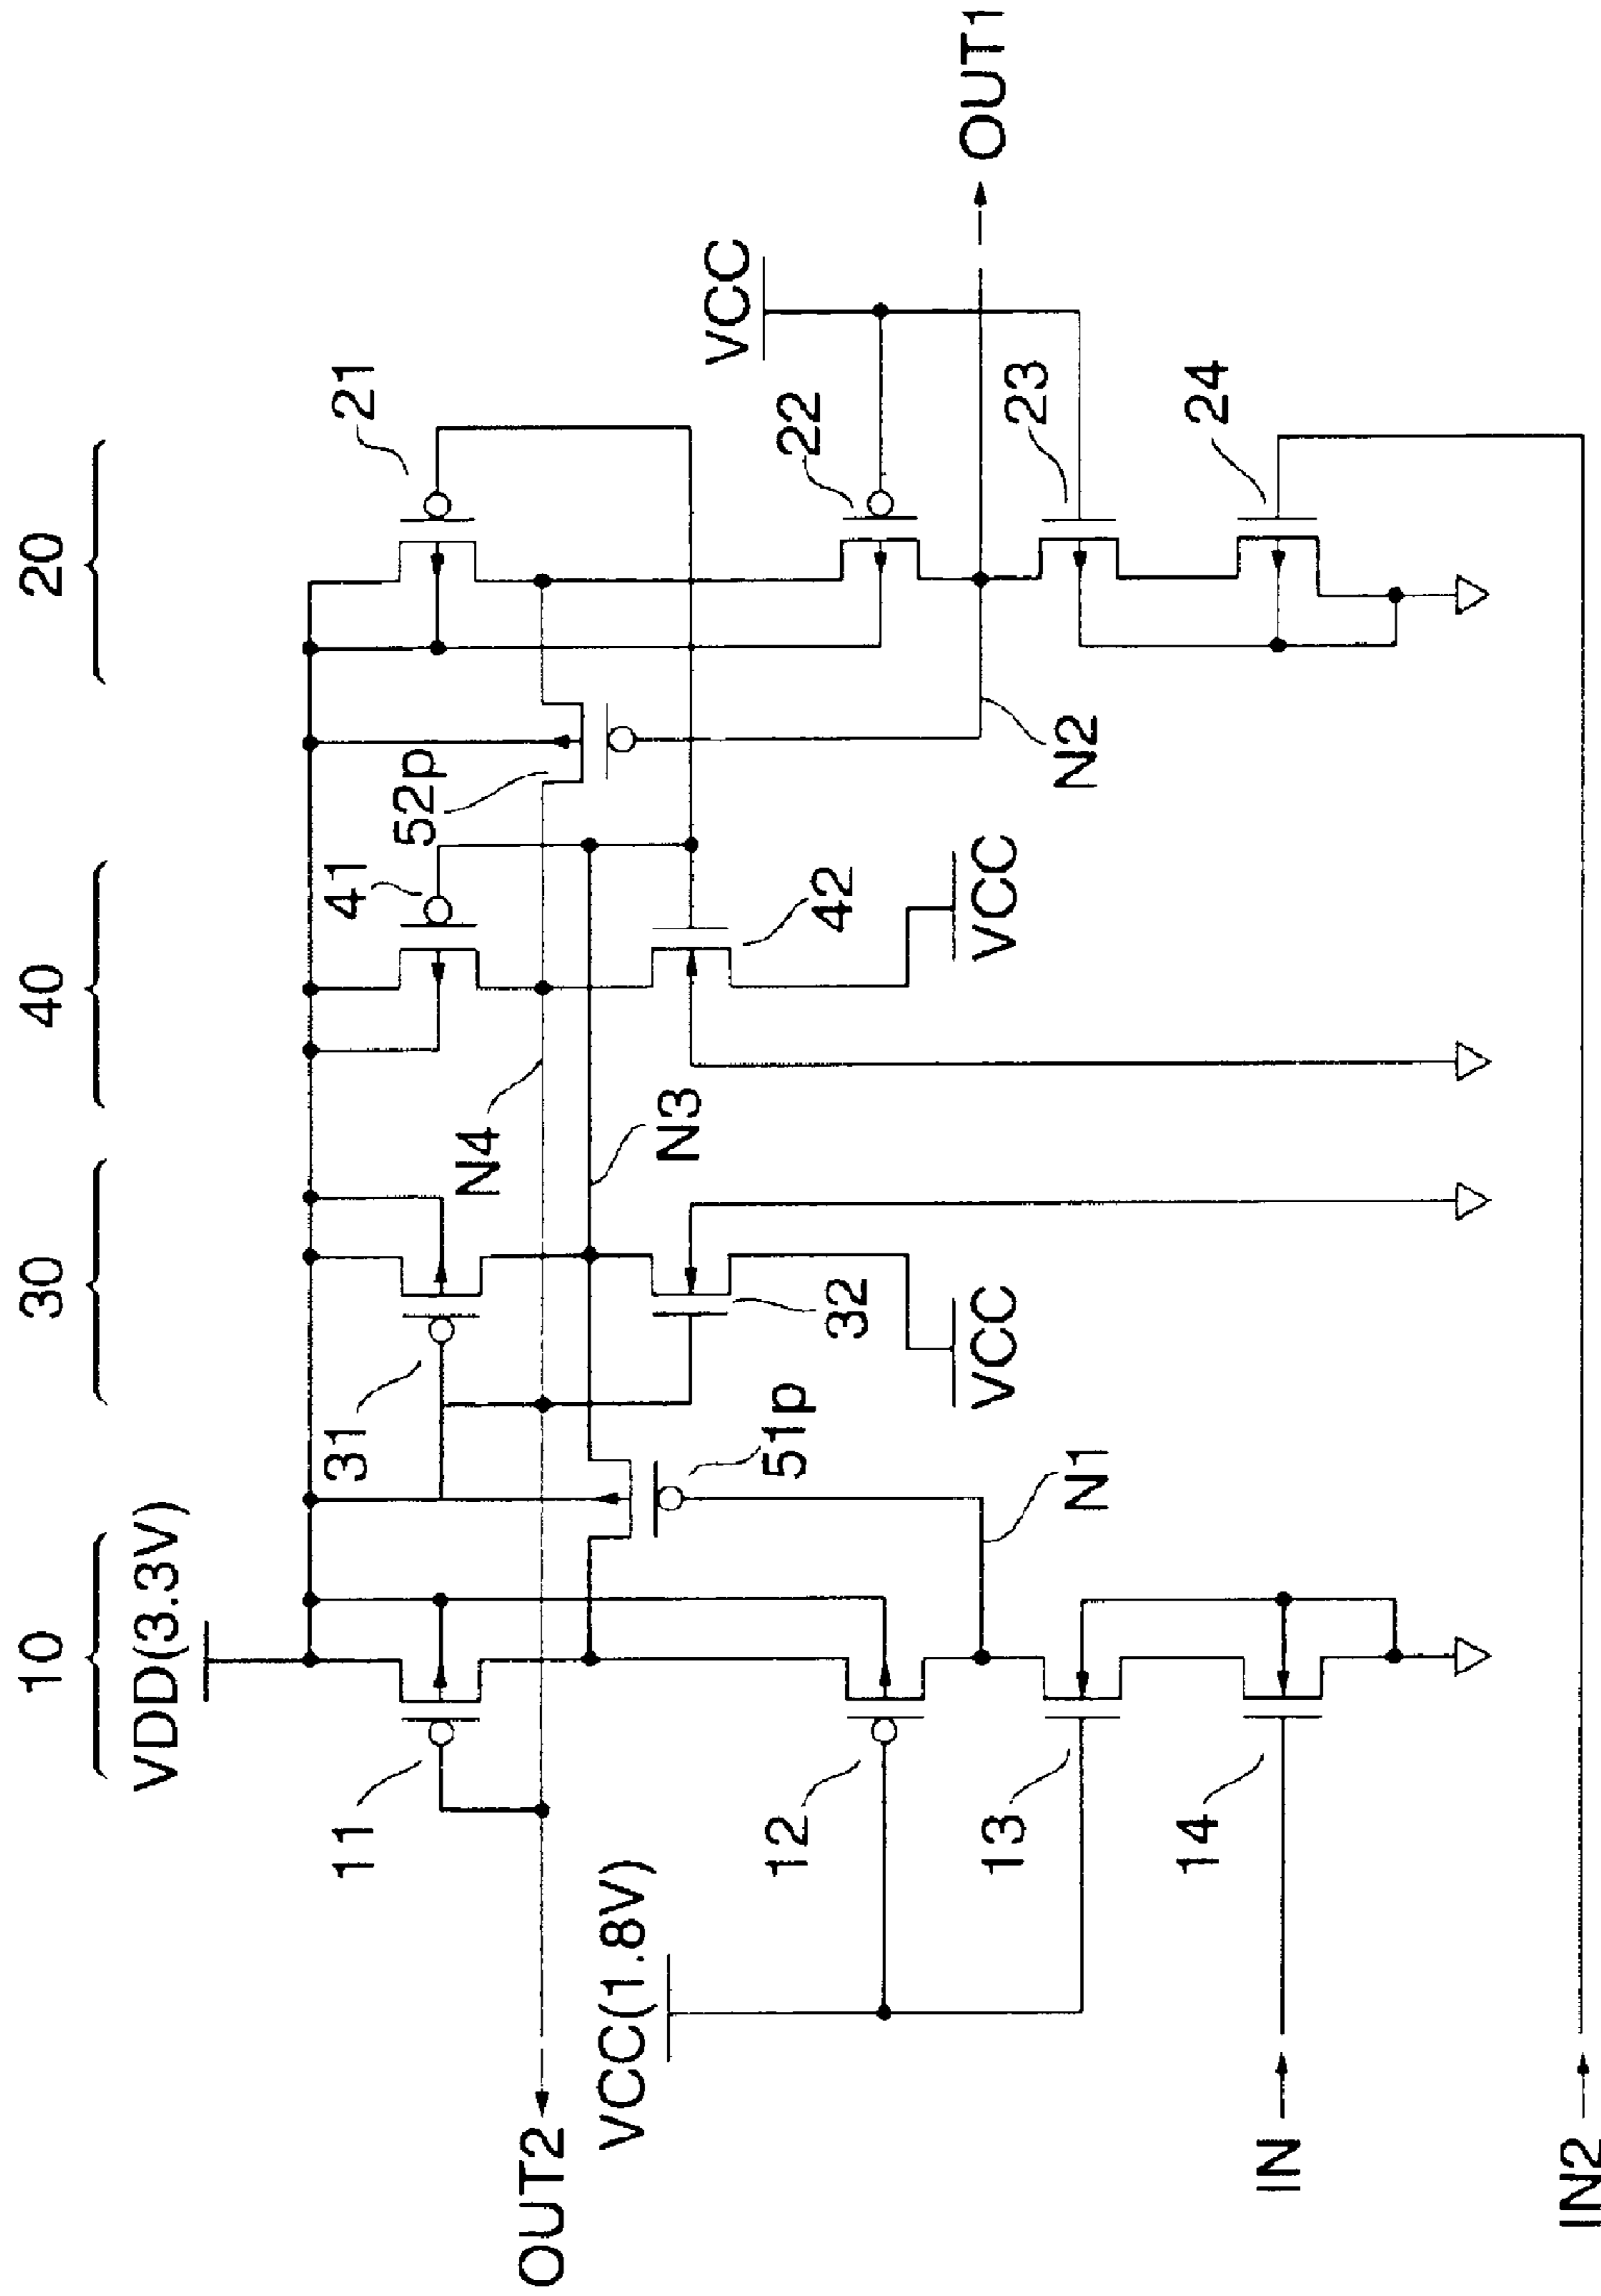 10
30
40
20
VDD(3.3V)
11
31
41
21
N4
52p
OUT2
VCC(1.8V)
N3
VCC
51p
32
42
22
12
N1
VCC
VCC
N2
OUT1
13
23
14
24
IN
IN2